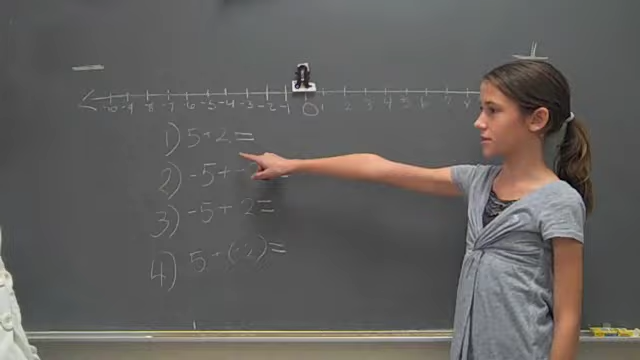 -10 -9 -8 -7 -6 -5 -4 -3 -2 -1 0 1 2 3 4 5 6 7 8
1) 5+2=
2) -5+-2=
3) -5+ 2=
4) 5+(-2)=